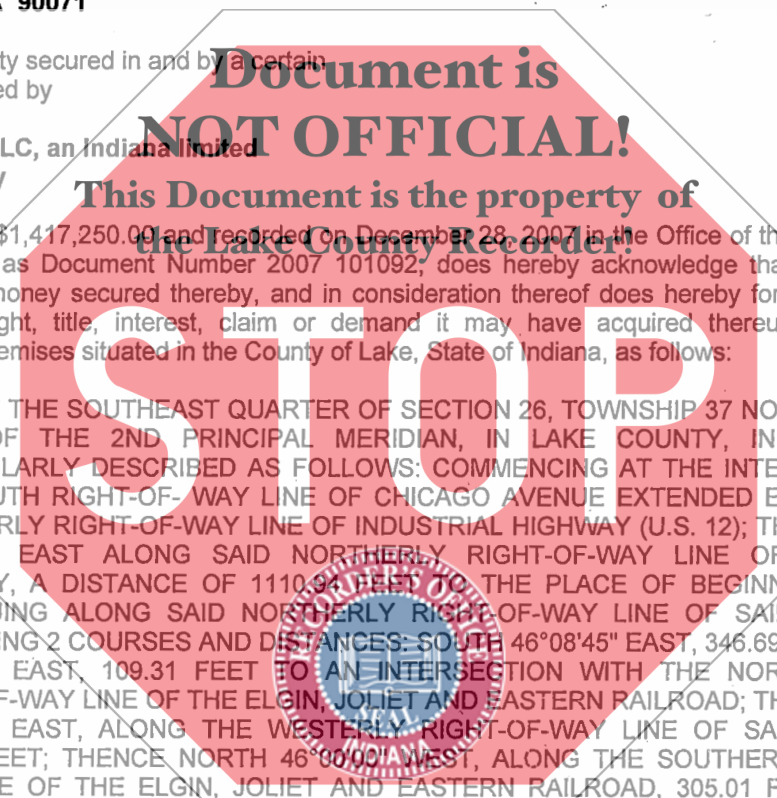 A 90071
ty secured in and by a certain
ed by
Document is
NOT OFFICIAL!
LC, an Indiana limited
y
This Document is the property of
the Lake County Recorder!
$1,417,250.00 and recorded on December 28, 2007 in the Office of th
as Document Number 2007 101092, does hereby acknowledge tha
noney secured thereby, and in consideration thereof does hereby for
ght, title, interest, claim or demand it may have acquired thereu
emises situated in the County of Lake, State of Indiana, as follows:
STOP
THE SOUTHEAST QUARTER OF SECTION 26, TOWNSHIP 37 NO
OF THE 2ND PRINCIPAL MERIDIAN, IN LAKE COUNTY, IN
LARLY DESCRIBED AS FOLLOWS: COMMENCING AT THE INTE
UTH RIGHT-OF- WAY LINE OF CHICAGO AVENUE EXTENDED E
RLY RIGHT-OF-WAY LINE OF INDUSTRIAL HIGHWAY (U.S. 12); T
EAST ALONG SAID NORTHERLY RIGHT-OF-WAY LINE OF
Y, A DISTANCE OF 1110.94 FEET TO THE PLACE OF BEGINN
ING ALONG SAID NORTHERLY RIGHT-OF-WAY LINE OF SAI
ING 2 COURSES AND DISTANCES: SOUTH 46°08'45" EAST, 346.69
EAST, 109.31 FEET TO AN INTERSECTION WITH THE NOR
F-WAY LINE OF THE ELGIN, JOLIET AND EASTERN RAILROAD; TH
EAST, ALONG THE WESTERLY RIGHT-OF-WAY LINE OF SA
EET; THENCE NORTH 46°00'00" WEST, ALONG THE SOUTHER
E OF THE ELGIN, JOLIET AND EASTERN RAILROAD, 305.01 F
RECORDER'S OFFICE
SEAL
INDIANA